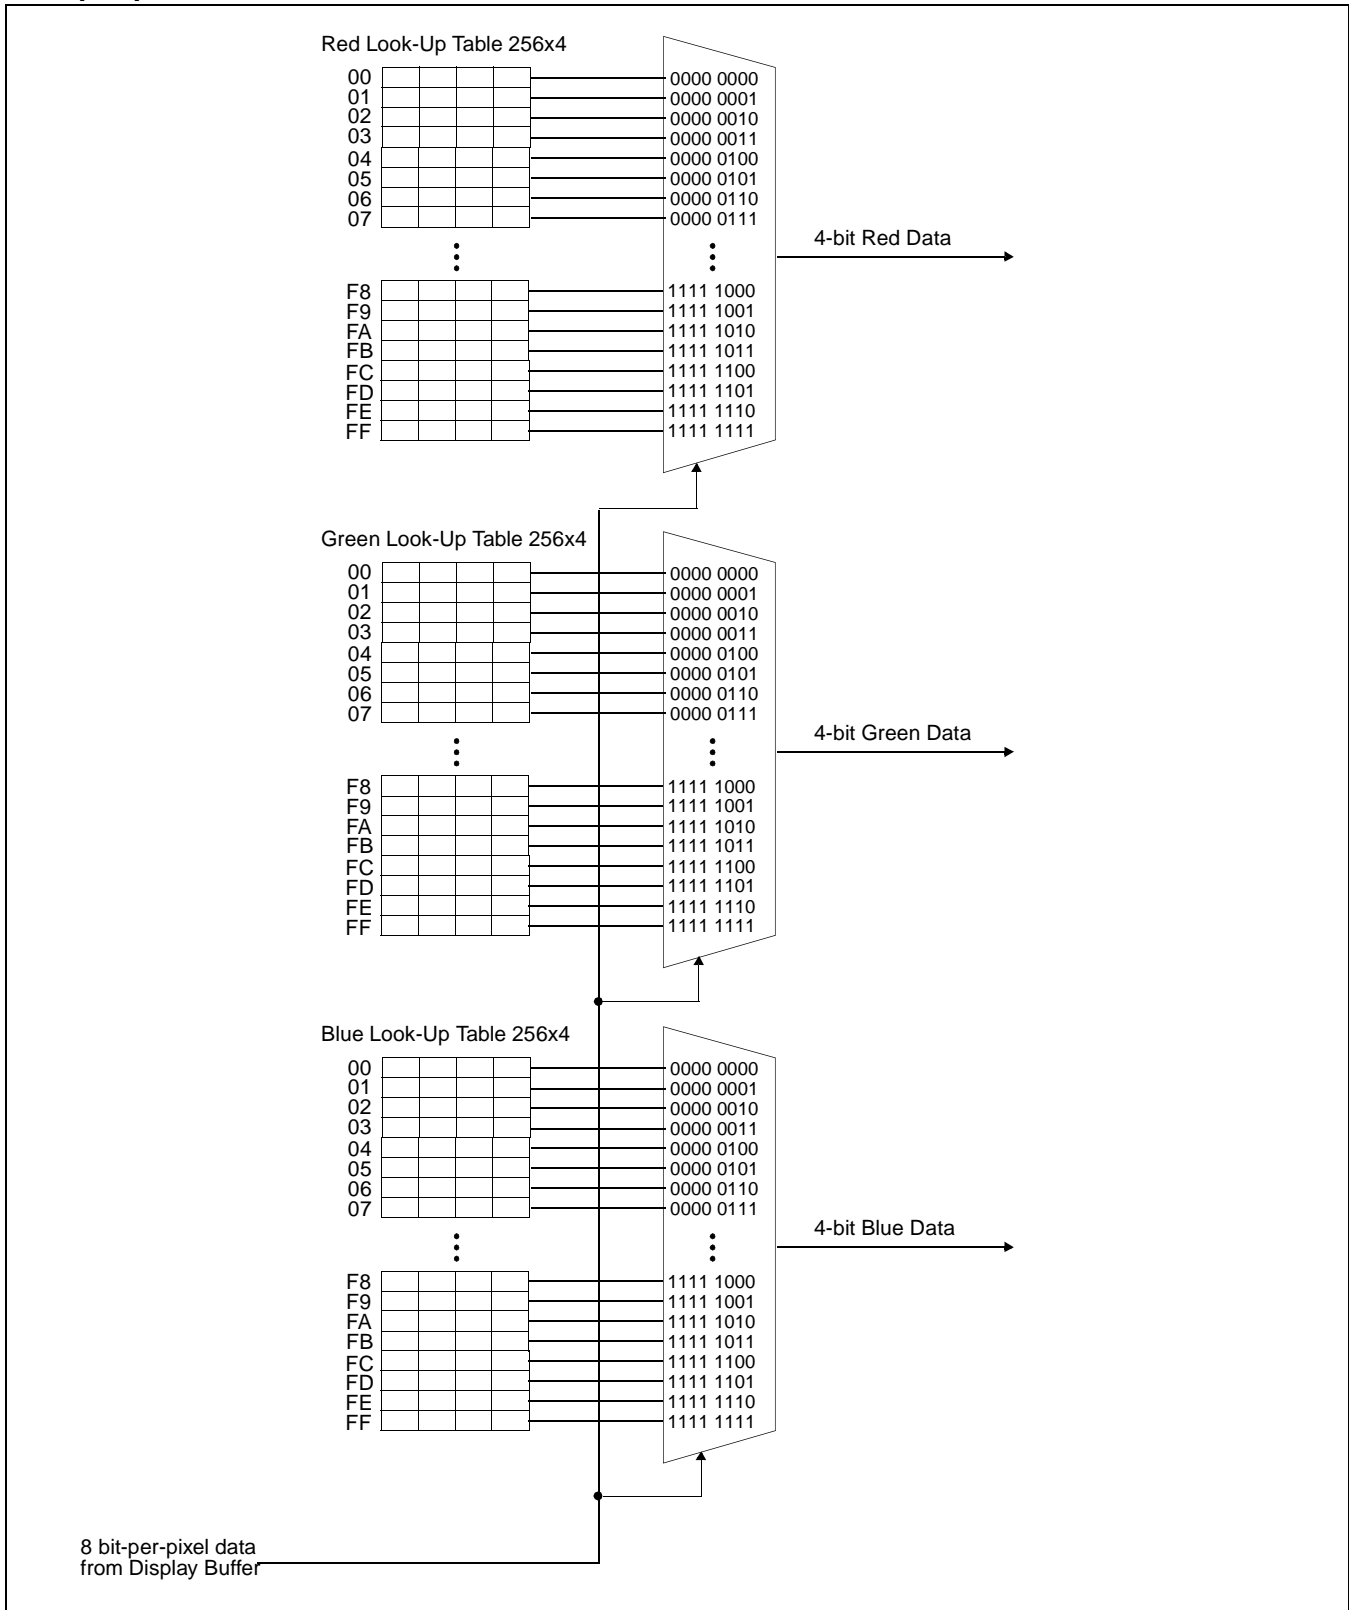 Red Look-Up Table 256x4
00 0000 0000
01 0000 0001
02 0000 0010
03 0000 0011
04 0000 0100
05 0000 0101
06 0000 0110
07 0000 0111
4-bit Red Data
F8 1111 1000
F9 1111 1001
FA 1111 1010
FB 1111 1011
FC 1111 1100
FD 1111 1101
FE 1111 1110
FF 1111 1111
Green Look-Up Table 256x4
00 0000 0000
01 0000 0001
02 0000 0010
03 0000 0011
04 0000 0100
05 0000 0101
06 0000 0110
07 0000 0111
4-bit Green Data
F8 1111 1000
F9 1111 1001
FA 1111 1010
FB 1111 1011
FC 1111 1100
FD 1111 1101
FE 1111 1110
FF 1111 1111
Blue Look-Up Table 256x4
00 0000 0000
01 0000 0001
02 0000 0010
03 0000 0011
04 0000 0100
05 0000 0101
06 0000 0110
07 0000 0111
4-bit Blue Data
F8 1111 1000
F9 1111 1001
FA 1111 1010
FB 1111 1011
FC 1111 1100
FD 1111 1101
FE 1111 1110
FF 1111 1111
8 bit-per-pixel data
from Display Buffer